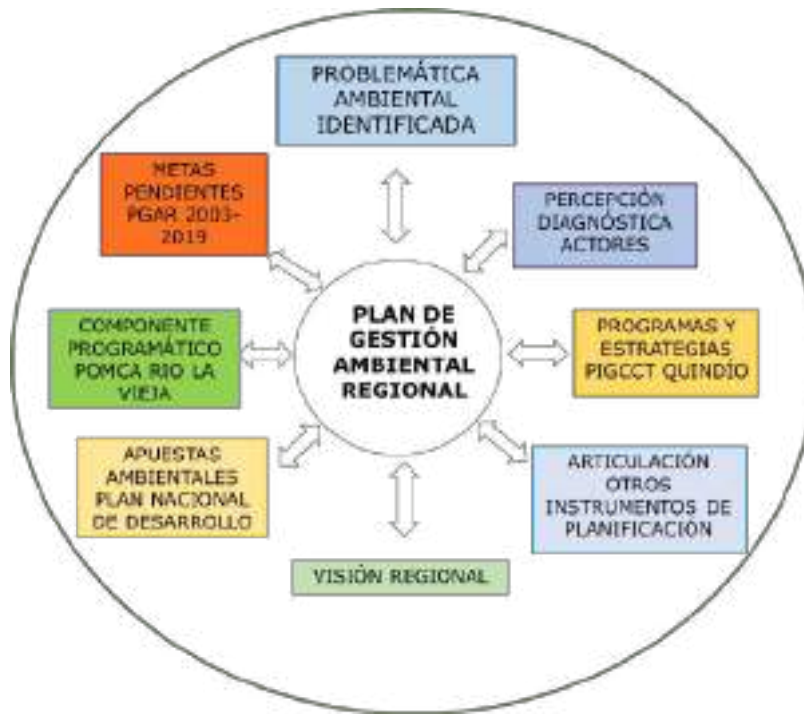 PROBLEMÁTICA
AMBIENTAL
IDENTIFICADA
METAS
PENDIENTES
PGAR 2003-
2019
PERCEPCIÓN
DIAGNÓSTICA
ACTORES
PLAN DE
GESTIÓN
AMBIENTAL
REGIONAL
COMPONENTE
PROGRAMÁTICO
POMCA RIO LA
VIEJA
PROGRAMAS Y
ESTRATEGIAS
PIGCCT QUINDÍO
APUESTAS
AMBIENTALES
PLAN NACIONAL
DE DESARROLLO
ARTICULACIÓN
OTROS
INSTRUMENTOS DE
PLANIFICACIÓN
VISIÓN REGIONAL